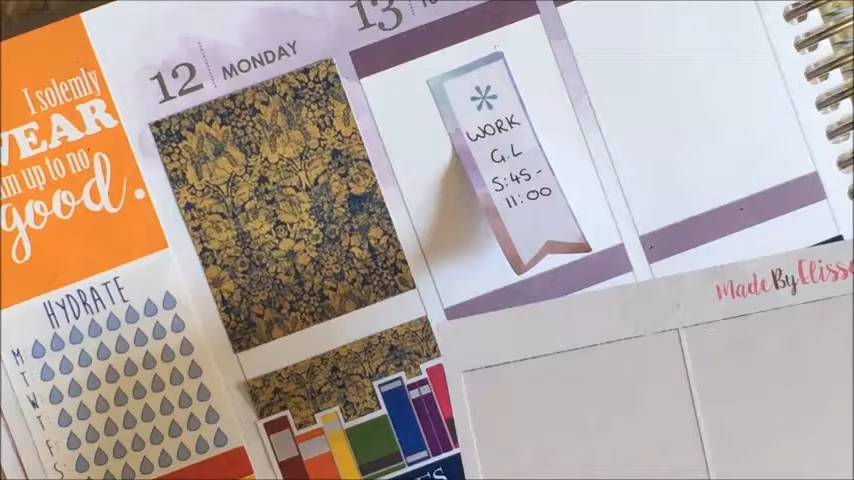 I solemly
WEAR
am up to no
good.
HYDRATE
M
T
W
T
F
S
12 MONDAY
13
*
WORK
G.L
5:45-
11:00
MadeByElisse